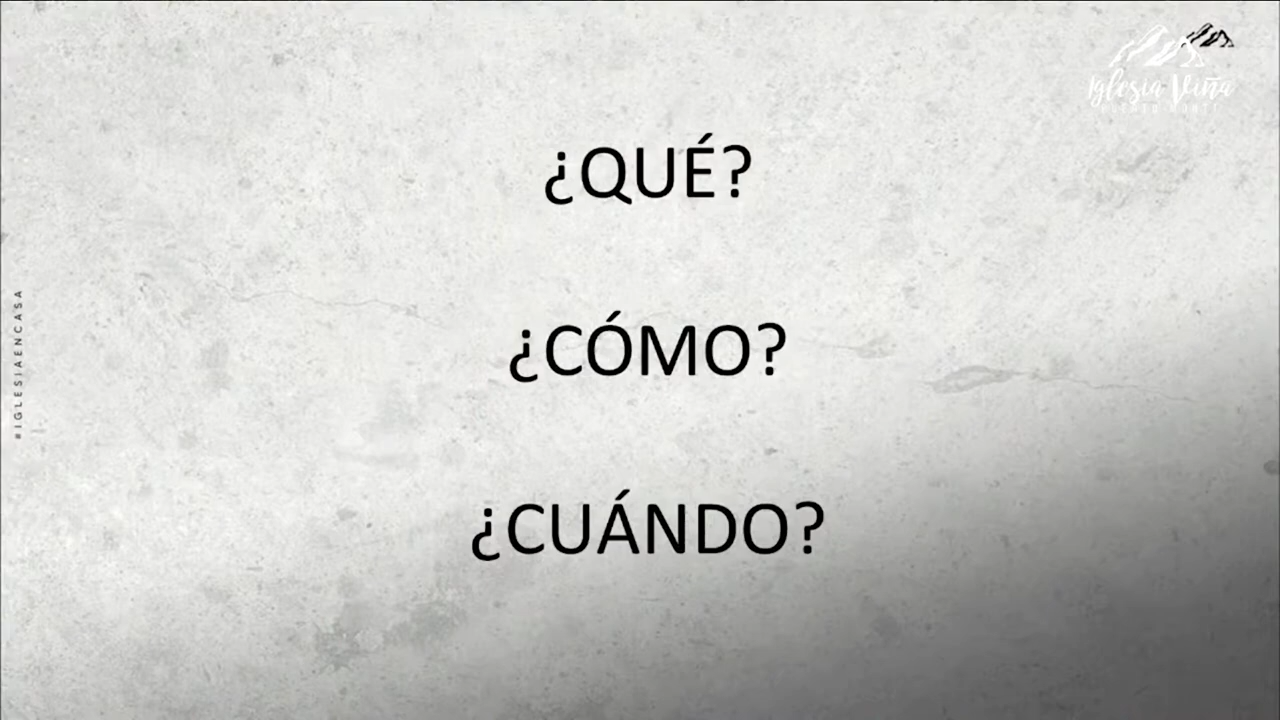 Iglesia Viña
¿QUÉ?
#IGLESIAENCASA
¿CÓMO?
¿CUÁNDO?